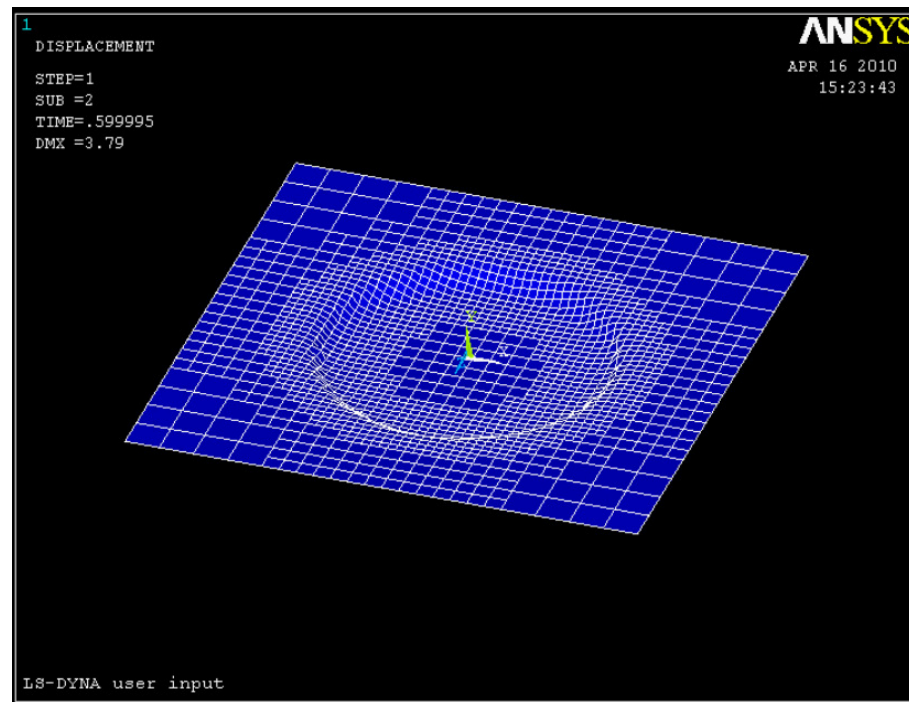 1
DISPLACEMENT
STEP=1
SUB =2
TIME=.599995
DMX =3.79
ANSYS
APR 16 2010
15:23:43
Y
X
LS-DYNA user input